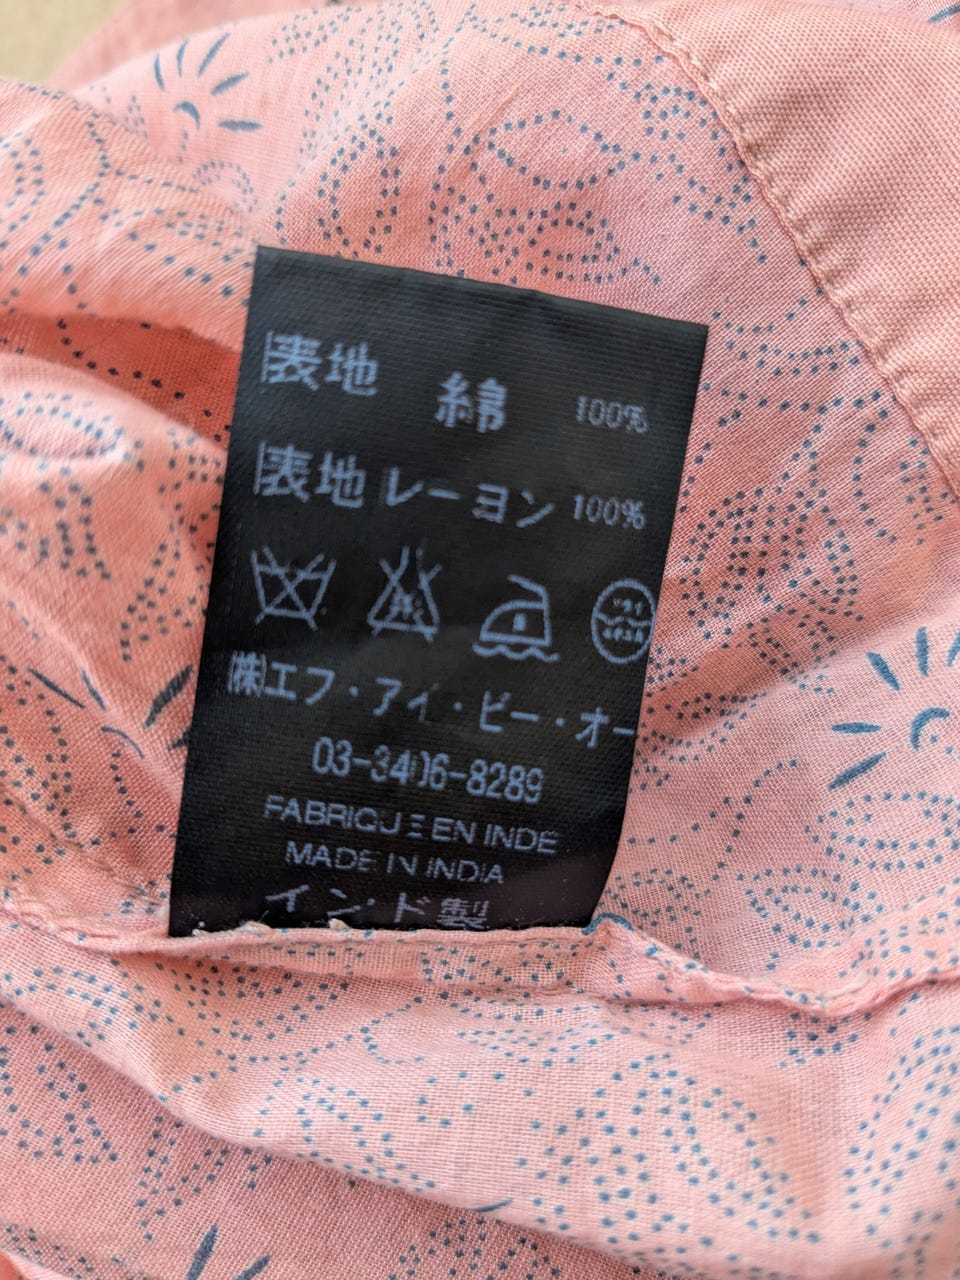 表地 綿 100%
表地 レーヨン 100%
㈱エフ・アイ・ビー・オー
03-3406-8289
FABRIQUE EN INDE
MADE IN INDIA
インド製